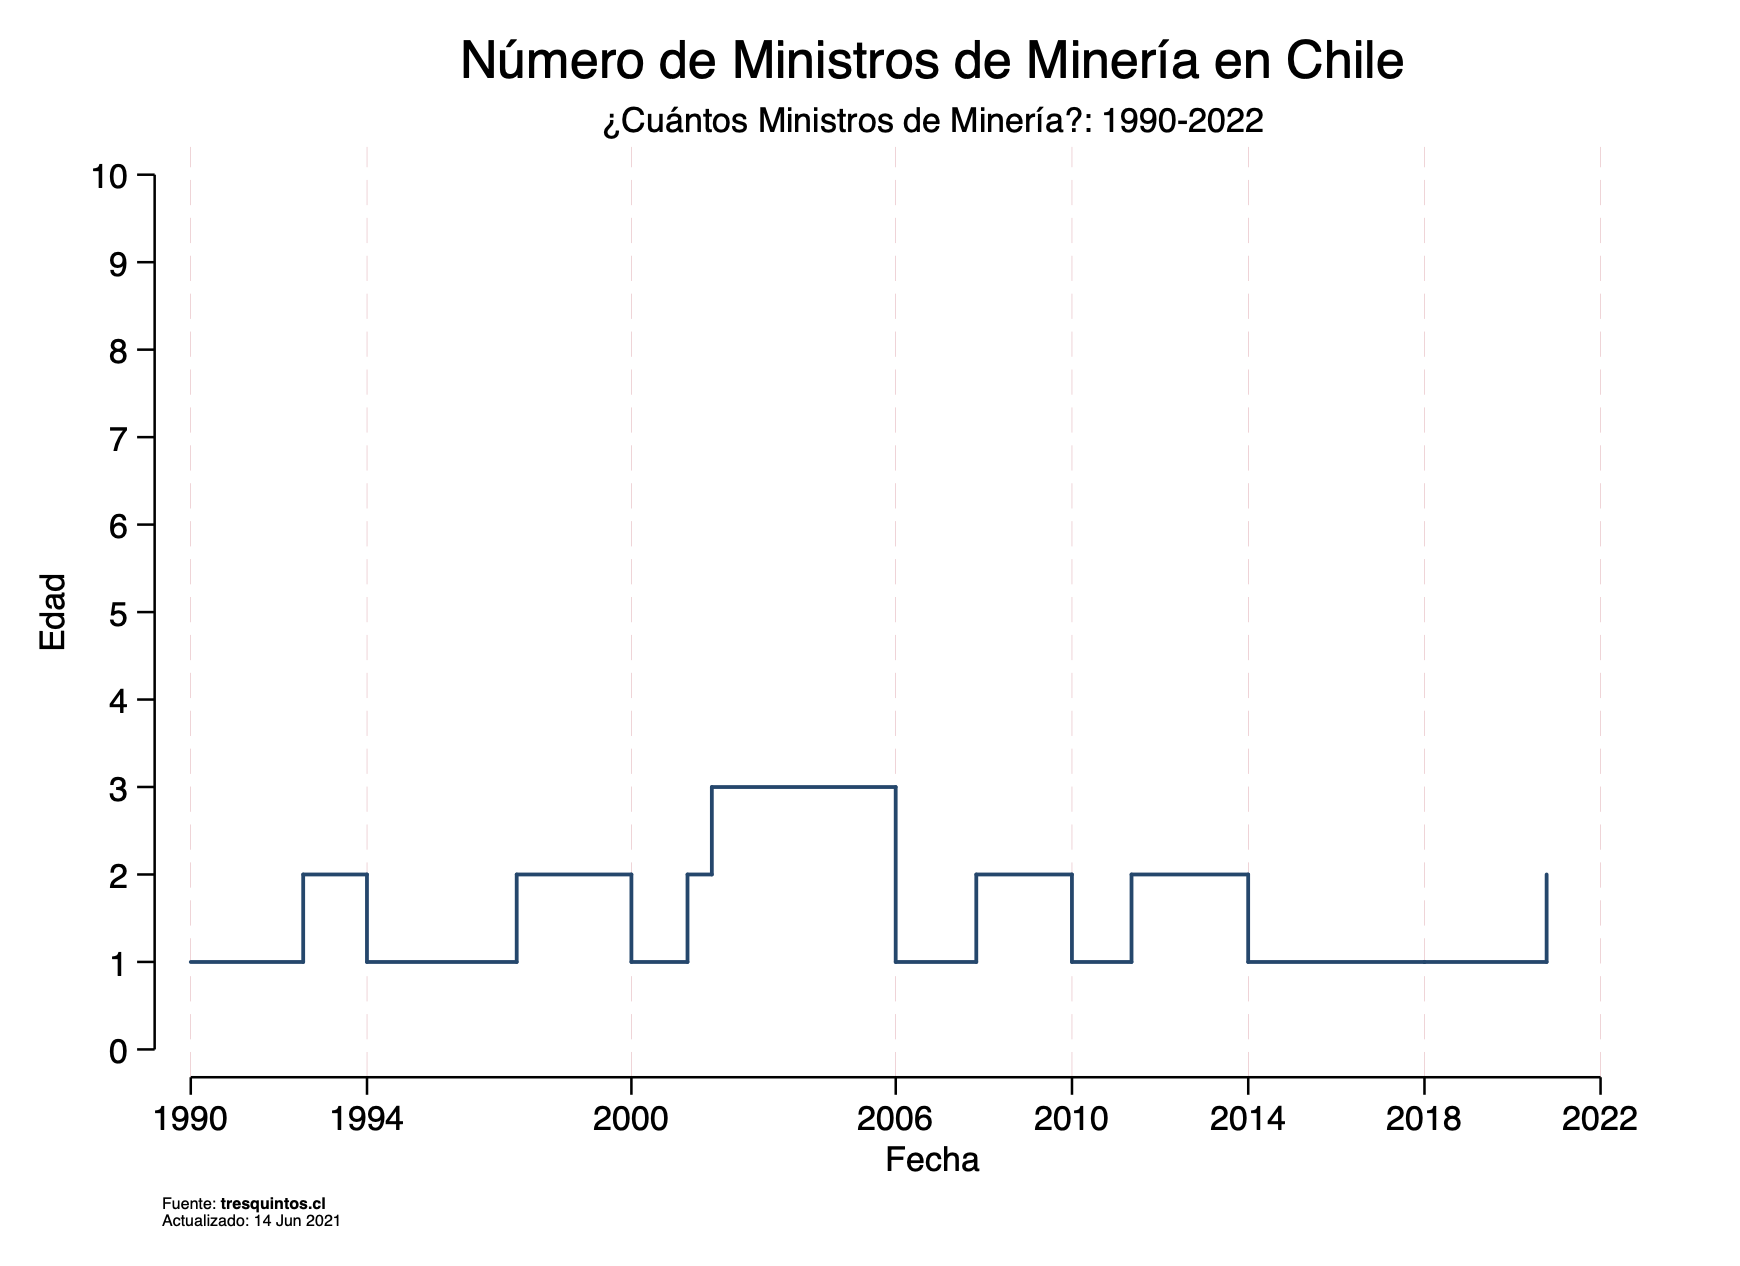 Número de Ministros de Minería en Chile
¿Cuántos Ministros de Minería?: 1990-2022
10
9
8
7
6
5
4
3
2
1
0
Edad
1990 1994 2000 2006 2010 2014 2018 2022
Fecha
Fuente: tresquintos.cl
Actualizado: 14 Jun 2021